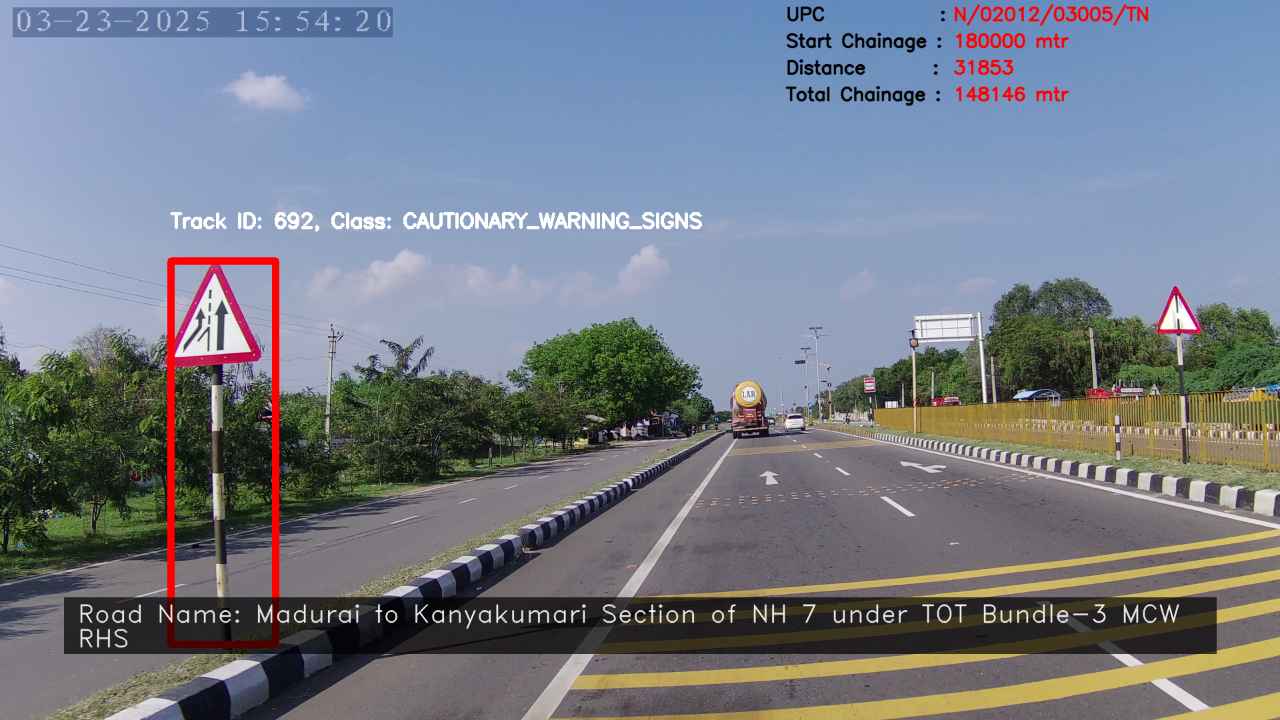 03-23-2025 15:54:20
UPC : N/02012/03005/TN
Start Chainage : 180000 mtr
Distance : 31853
Total Chainage : 148146 mtr
Track ID: 692, Class: CAUTIONARY_WARNING_SIGNS
LAR
Road Name: Madurai to Kanyakumari Section of NH 7 under TOT Bundle-3 MCW
RHS